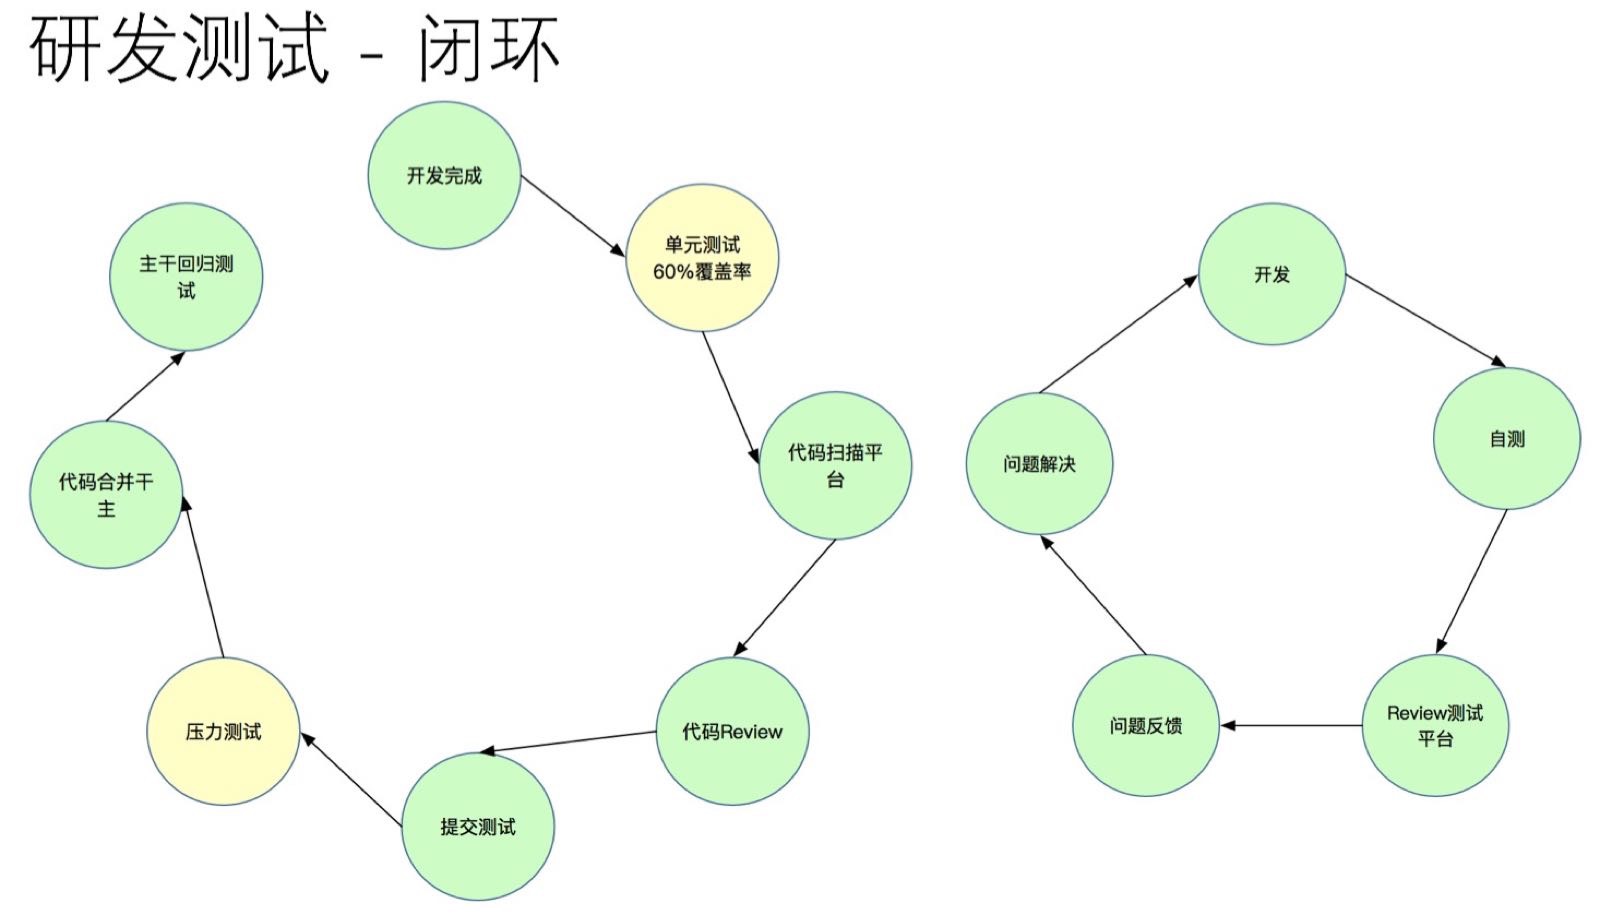 研发测试 - 闭环
开发完成
单元测试
60%覆盖率
代码扫描平
台
代码Review
提交测试
压力测试
代码合并干
主
主干回归测
试
开发
自测
Review测试
平台
问题反馈
问题解决